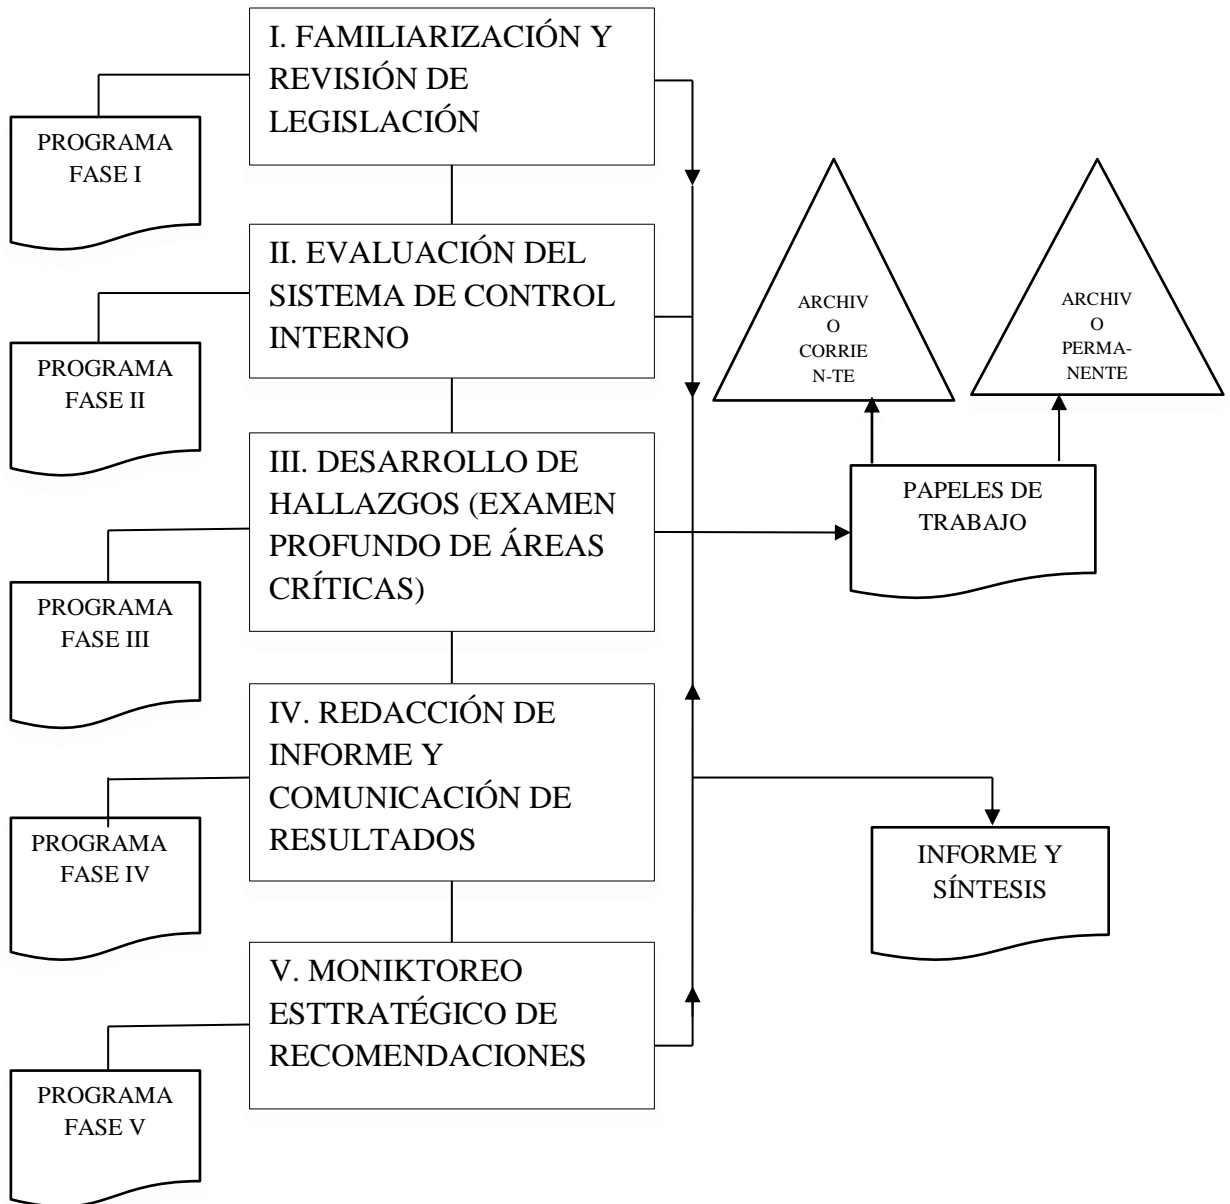 I. FAMILIARIZACIÓN Y
REVISIÓN DE
LEGISLACIÓN
PROGRAMA
FASE I
II. EVALUACIÓN DEL
SISTEMA DE CONTROL
INTERNO
PROGRAMA
FASE II
ARCHIV
O
CORRIE
N-TE
ARCHIV
O
PERMA-
NENTE
III. DESARROLLO DE
HALLAZGOS (EXAMEN
PROFUNDO DE ÁREAS
CRÍTICAS)
PAPELES DE
TRABAJO
PROGRAMA
FASE III
IV. REDACCIÓN DE
INFORME Y
COMUNICACIÓN DE
RESULTADOS
PROGRAMA
FASE IV
INFORME Y
SÍNTESIS
V. MONIKTOREO
ESTTRATÉGICO DE
RECOMENDACIONES
PROGRAMA
FASE V